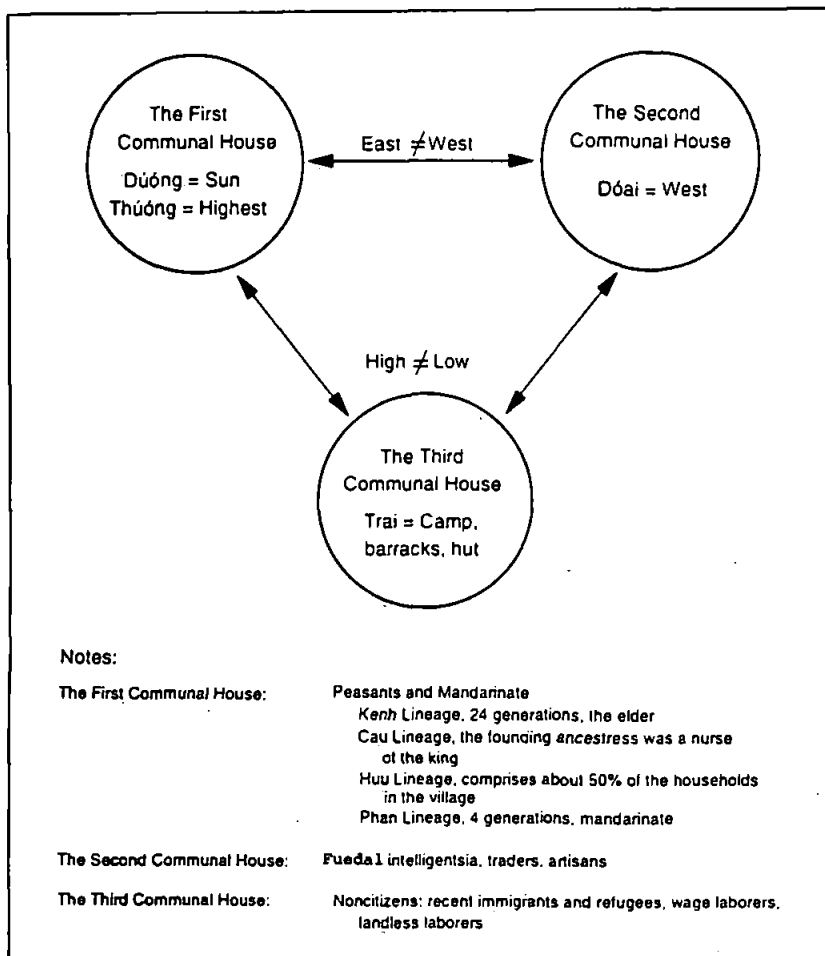 The First
Communal House
Dúóng = Sun
Thúóng = Highest
East ≠ West
The Second
Communal House
Dóai = West
High ≠ Low
The Third
Communal House
Trai = Camp,
barracks, hut
Notes:
The First Communal House: Peasants and Mandarinate
Kenh Lineage, 24 generations, the elder
Cau Lineage, the founding ancestress was a nurse
of the king
Huu Lineage, comprises about 50% of the households
in the village
Phan Lineage, 4 generations, mandarinate
The Second Communal House: Fuedal intelligentsia, traders, artisans
The Third Communal House: Noncitizens: recent immigrants and refugees, wage laborers,
landless laborers